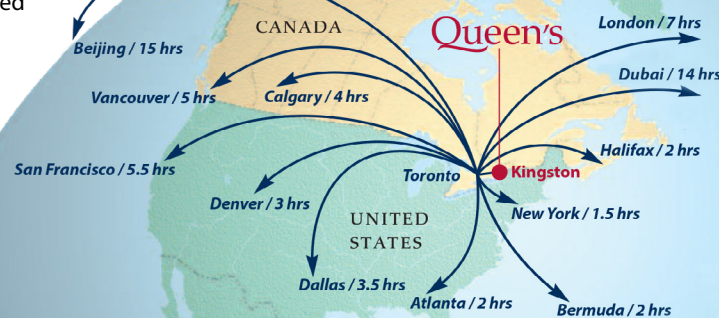 ed
CANADA
Queen's
London / 7 hrs
Beijing / 15 hrs
Dubai / 14 hrs
Vancouver / 5 hrs
Calgary / 4 hrs
Halifax / 2 hrs
San Francisco / 5.5 hrs
Toronto
Kingston
Denver / 3 hrs
New York / 1.5 hrs
UNITED
STATES
Dallas / 3.5 hrs
Atlanta / 2 hrs
Bermuda / 2 hrs